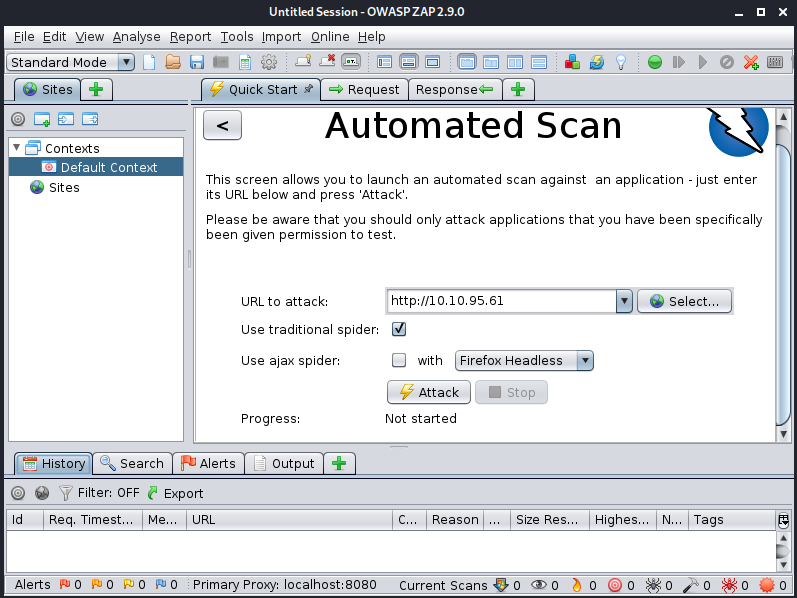 Untitled Session - OWASP ZAP 2.9.0
File Edit View Analyse Report Tools Import Online Help
Standard Mode
Sites
Quick Start
Request
Response
<
Automated Scan
Contexts
Default Context
Sites
This screen allows you to launch an automated scan against an application - just enter
its URL below and press 'Attack'.
Please be aware that you should only attack applications that you have been specifically
been given permission to test.
URL to attack: http://10.10.95.61 Select...
Use traditional spider:
Use ajax spider: with Firefox Headless
Attack Stop
Progress: Not started
History Search Alerts Output
Filter: OFF Export
Id Req. Timest... Me... URL C... Reason ... Size Res... Highes... N... Tags
Alerts 0 0 0 0 Primary Proxy: localhost:8080 Current Scans 0 0 0 0 0 0 0 0